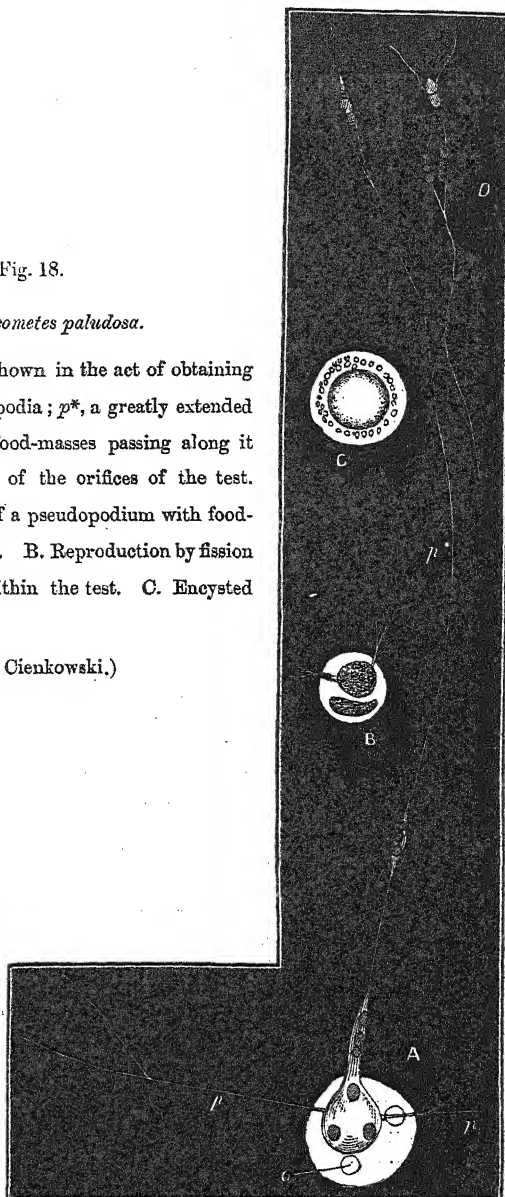 Fig. 18.
ometes paludosa.
hown in the act of obtaining
podia; p*, a greatly extended
ood-masses passing along it
of the orifices of the test.
f a pseudopodium with food-
. B. Reproduction by fission
thin the test. C. Encysted
Cienkowski.)
D
C
p*
B
A
p
p
o